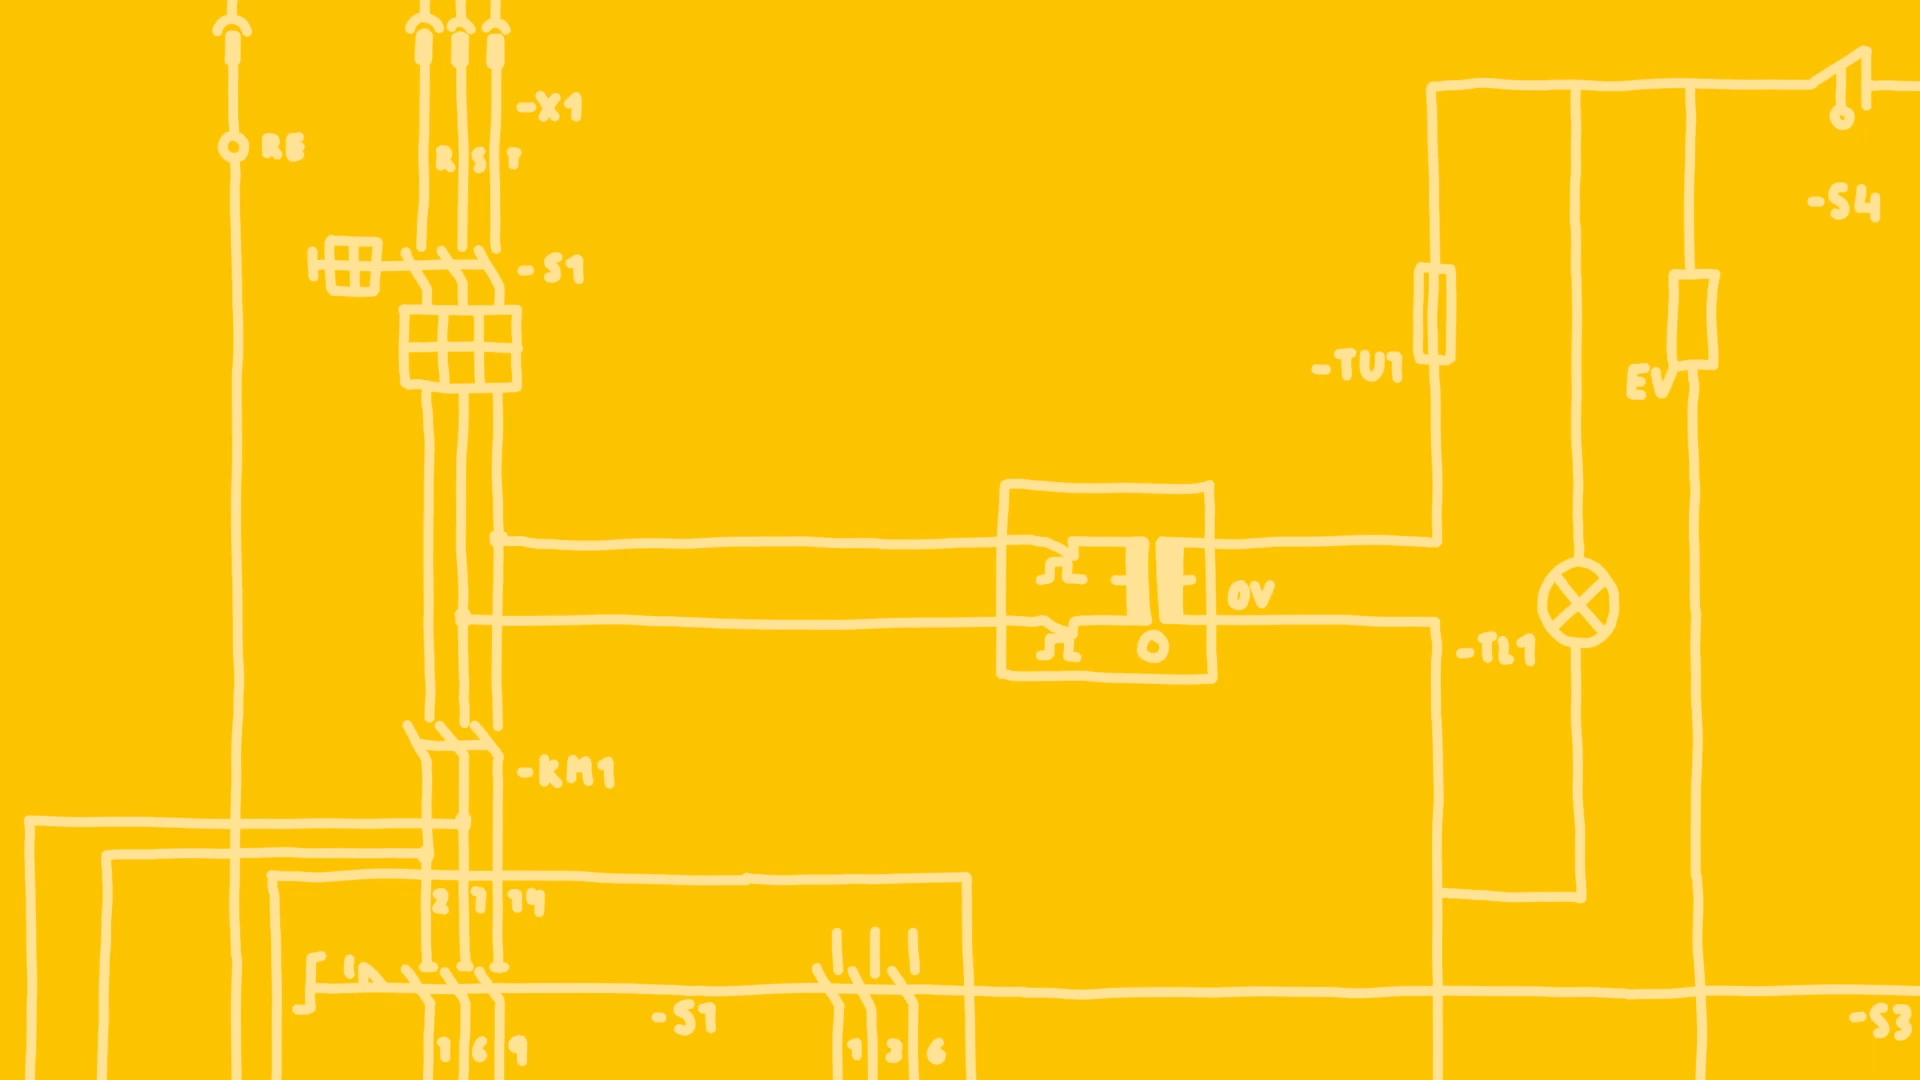 -X1
RE
R S T
-S4
-S1
-TU1
EV
0V
-TL1
-KM1
2 7 14
-S1
-S3
1 6 9
1 3 6